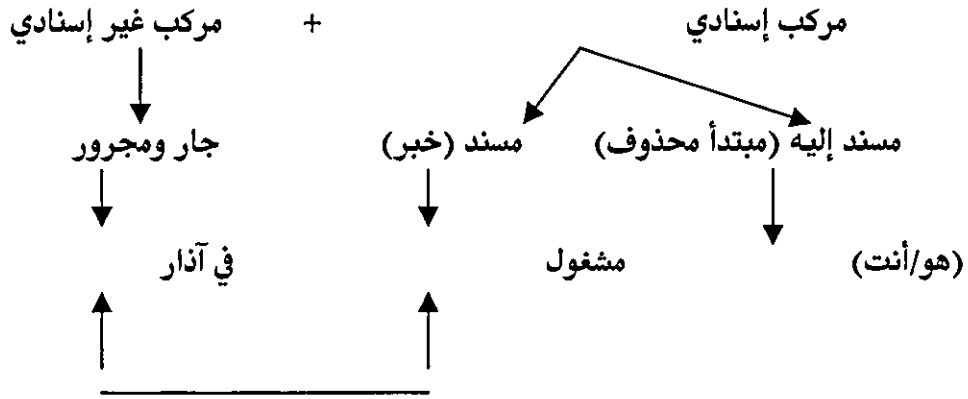 مركب إسنادي + مركب غير إسنادي
مسند إليه (مبتدأ محذوف) مسند (خبر) جار ومجرور
(هو/أنت) مشغول في آذار